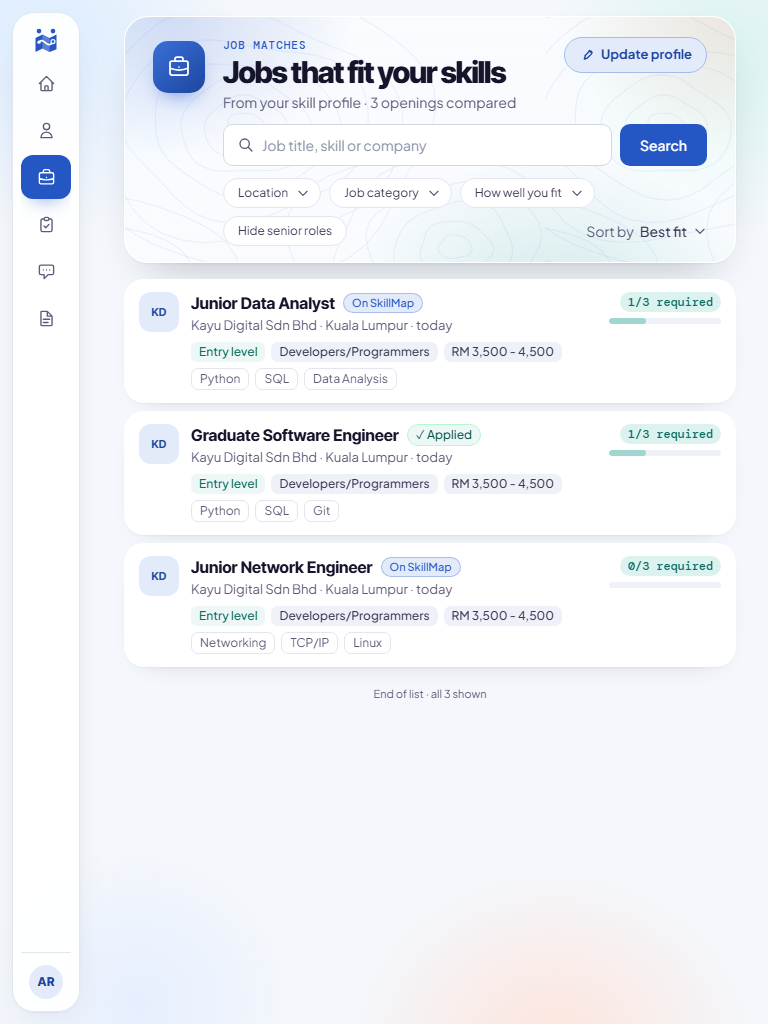 JOB MATCHES
Jobs that fit your skills
Update profile
From your skill profile · 3 openings compared
Job title, skill or company
Search
Location
Job category
How well you fit
Hide senior roles
Sort by Best fit
KD
Junior Data Analyst
On SkillMap
1/3 required
Kayu Digital Sdn Bhd · Kuala Lumpur · today
Entry level
Developers/Programmers
RM 3,500 - 4,500
Python
SQL
Data Analysis
KD
Graduate Software Engineer
✓ Applied
1/3 required
Kayu Digital Sdn Bhd · Kuala Lumpur · today
Entry level
Developers/Programmers
RM 3,500 - 4,500
Python
SQL
Git
KD
Junior Network Engineer
On SkillMap
0/3 required
Kayu Digital Sdn Bhd · Kuala Lumpur · today
Entry level
Developers/Programmers
RM 3,500 - 4,500
Networking
TCP/IP
Linux
End of list · all 3 shown
AR